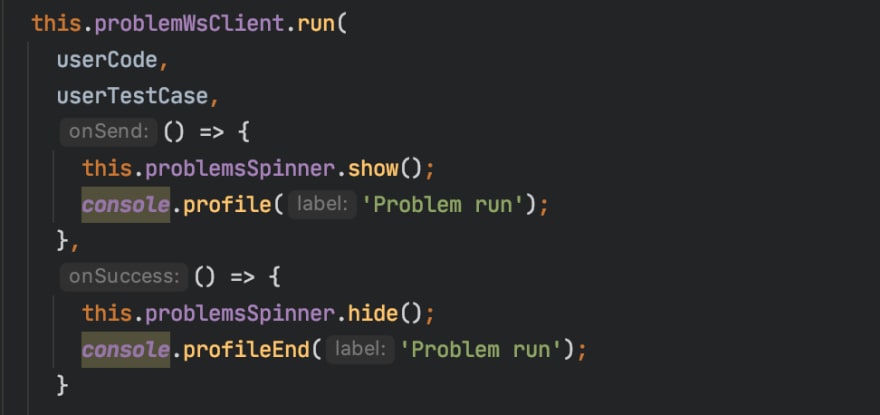 this.problemWsClient.run(
userCode,
userTestCase,
onSend: () => {
this.problemsSpinner.show();
console.profile( label: 'Problem run');
},
onSuccess: () => {
this.problemsSpinner.hide();
console.profileEnd( label: 'Problem run');
}